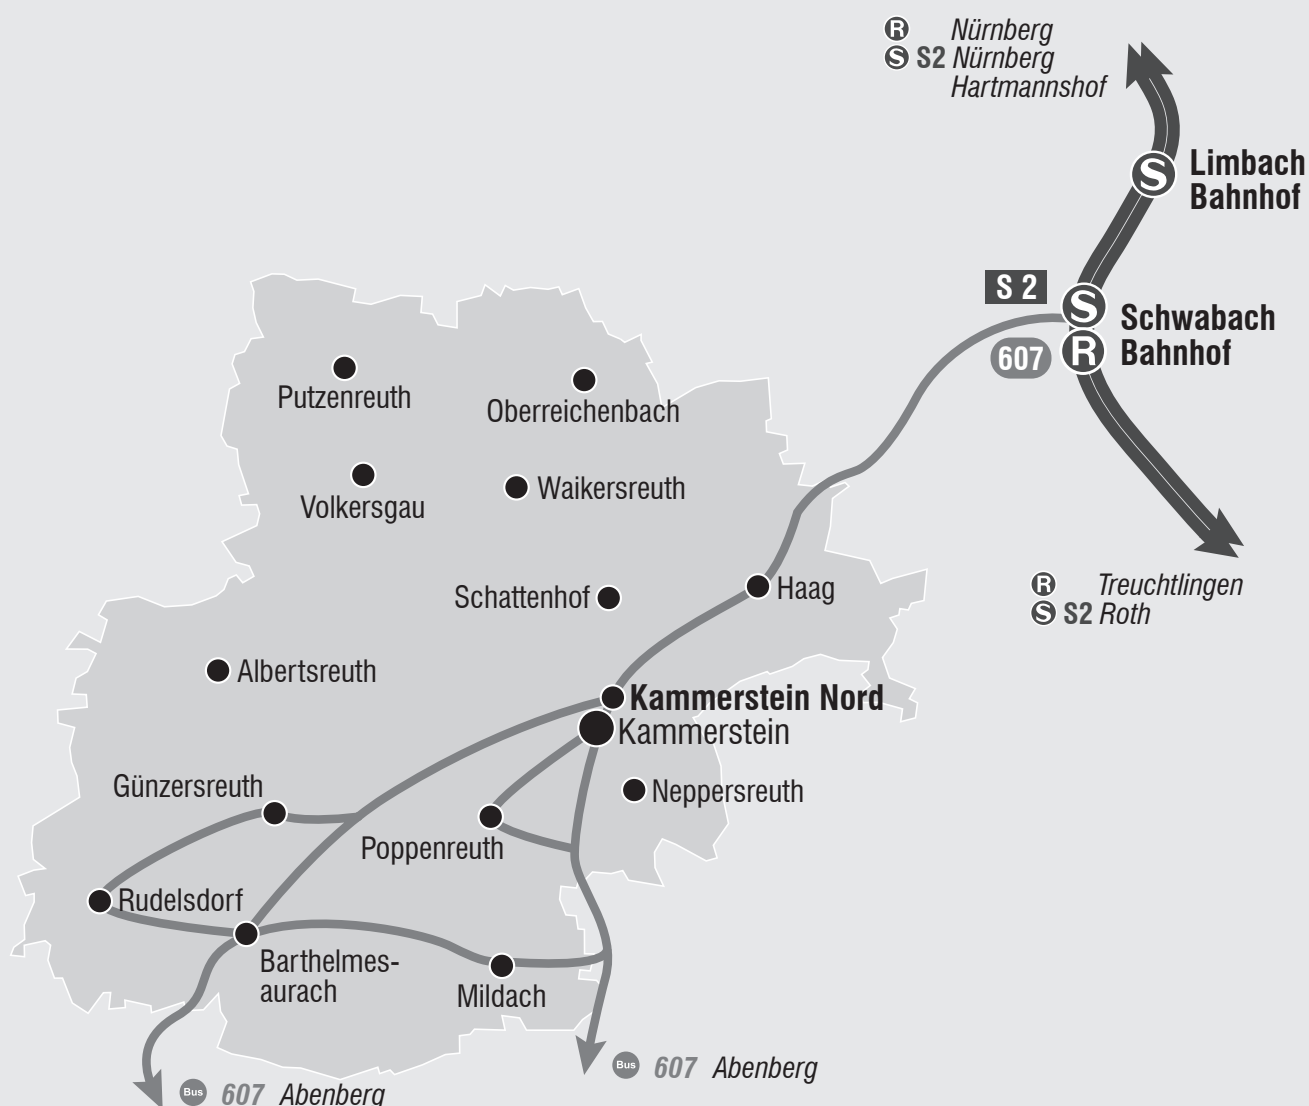 R Nürnberg
S S2 Nürnberg
Hartmannshof
S Limbach
Bahnhof
S 2
S
607
R
Schwabach
Bahnhof
Putzenreuth
Oberreichenbach
Volkersgau
Waikersreuth
Schattenhof
Haag
R Treuchtlingen
S S2 Roth
Albertsreuth
Kammerstein Nord
Kammerstein
Günzersreuth
Neppersreuth
Poppenreuth
Rudelsdorf
Barthelmes-
aurach
Mildach
Bus 607 Abenberg
Bus 607 Abenberg